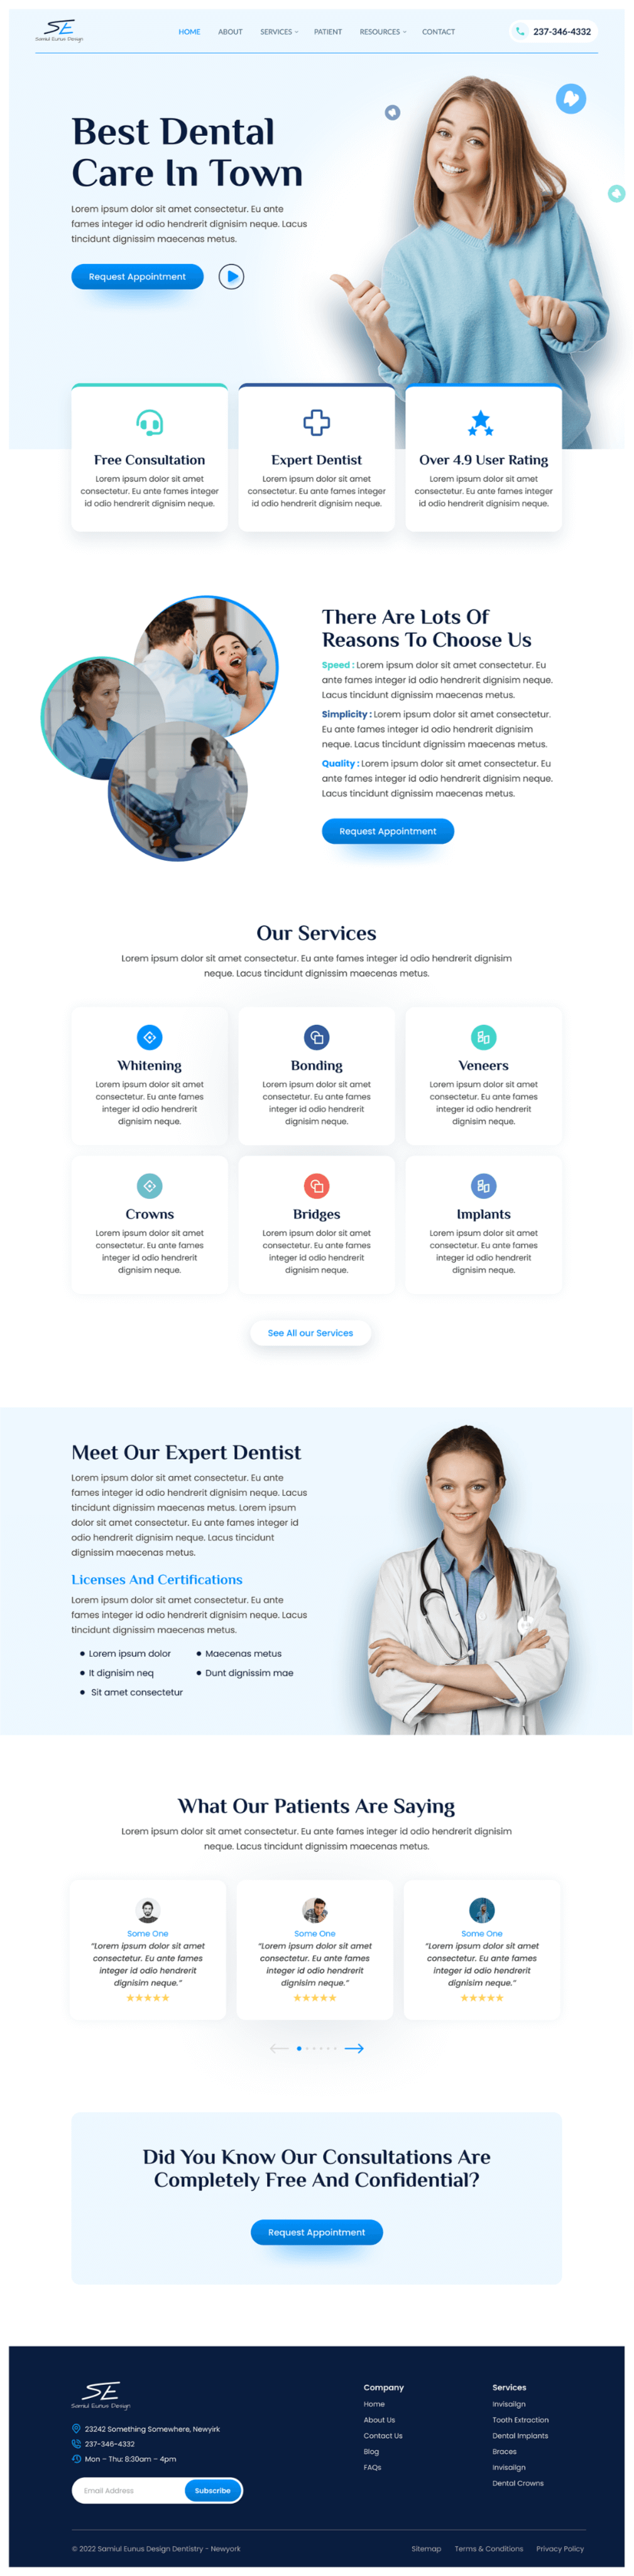 SE
Samiul Eunus Design
HOME ABOUT SERVICES PATIENT RESOURCES CONTACT
237-346-4332
Best Dental
Care In Town
Lorem ipsum dolor sit amet consectetur. Eu ante
fames integer id odio hendrerit dignisim neque. Lacus
tincidunt dignissim maecenas metus.
Request Appointment
Free Consultation
Lorem ipsum dolor sit amet
consectetur. Eu ante fames integer
id odio hendrerit dignisim neque.
Expert Dentist
Lorem ipsum dolor sit amet
consectetur. Eu ante fames integer
id odio hendrerit dignisim neque.
Over 4.9 User Rating
Lorem ipsum dolor sit amet
consectetur. Eu ante fames integer
id odio hendrerit dignisim neque.
There Are Lots Of
Reasons To Choose Us
Speed : Lorem ipsum dolor sit amet consectetur. Eu
ante fames integer id odio hendrerit dignisim neque.
Lacus tincidunt dignissim maecenas metus.
Simplicity : Lorem ipsum dolor sit amet consectetur.
Eu ante fames integer id odio hendrerit dignisim
neque. Lacus tincidunt dignissim maecenas metus.
Quality : Lorem ipsum dolor sit amet consectetur. Eu
ante fames integer id odio hendrerit dignisim neque.
Lacus tincidunt dignissim maecenas metus.
Request Appointment
Our Services
Lorem ipsum dolor sit amet consectetur. Eu ante fames integer id odio hendrerit dignisim
neque. Lacus tincidunt dignissim maecenas metus.
Whitening
Lorem ipsum dolor sit amet
consectetur. Eu ante fames
integer id odio hendrerit
dignisim neque.
Bonding
Lorem ipsum dolor sit amet
consectetur. Eu ante fames
integer id odio hendrerit
dignisim neque.
Veneers
Lorem ipsum dolor sit amet
consectetur. Eu ante fames
integer id odio hendrerit
dignisim neque.
Crowns
Lorem ipsum dolor sit amet
consectetur. Eu ante fames
integer id odio hendrerit
dignisim neque.
Bridges
Lorem ipsum dolor sit amet
consectetur. Eu ante fames
integer id odio hendrerit
dignisim neque.
Implants
Lorem ipsum dolor sit amet
consectetur. Eu ante fames
integer id odio hendrerit
dignisim neque.
See All our Services
Meet Our Expert Dentist
Lorem ipsum dolor sit amet consectetur. Eu ante
fames integer id odio hendrerit dignisim neque. Lacus
tincidunt dignissim maecenas metus. Lorem ipsum
dolor sit amet consectetur. Eu ante fames integer id
odio hendrerit dignisim neque. Lacus tincidunt
dignissim maecenas metus.
Licenses And Certifications
Lorem ipsum dolor sit amet consectetur. Eu ante
fames integer id odio hendrerit dignisim neque. Lacus
tincidunt dignissim maecenas metus.
• Lorem ipsum dolor • Maecenas metus
• It dignisim neq • Dunt dignissim mae
• Sit amet consectetur
What Our Patients Are Saying
Lorem ipsum dolor sit amet consectetur. Eu ante fames integer id odio hendrerit dignisim
neque. Lacus tincidunt dignissim maecenas metus.
Some One
"Lorem ipsum dolor sit amet
consectetur. Eu ante fames
integer id odio hendrerit
dignisim neque."
Some One
"Lorem ipsum dolor sit amet
consectetur. Eu ante fames
integer id odio hendrerit
dignisim neque."
Some One
"Lorem ipsum dolor sit amet
consectetur. Eu ante fames
integer id odio hendrerit
dignisim neque."
Did You Know Our Consultations Are
Completely Free And Confidential?
Request Appointment
SE
Samiul Eunus Design
23242 Something Somewhere, Newyirk
237-346-4332
Mon – Thu: 8:30am – 4pm
Email Address Subscribe
Company
Home
About Us
Contact Us
Blog
FAQs
Services
Invisailgn
Tooth Extraction
Dental Implants
Braces
Invisailgn
Dental Crowns
© 2022 Samiul Eunus Design Dentistry - Newyork
Sitemap Terms & Conditions Privacy Policy